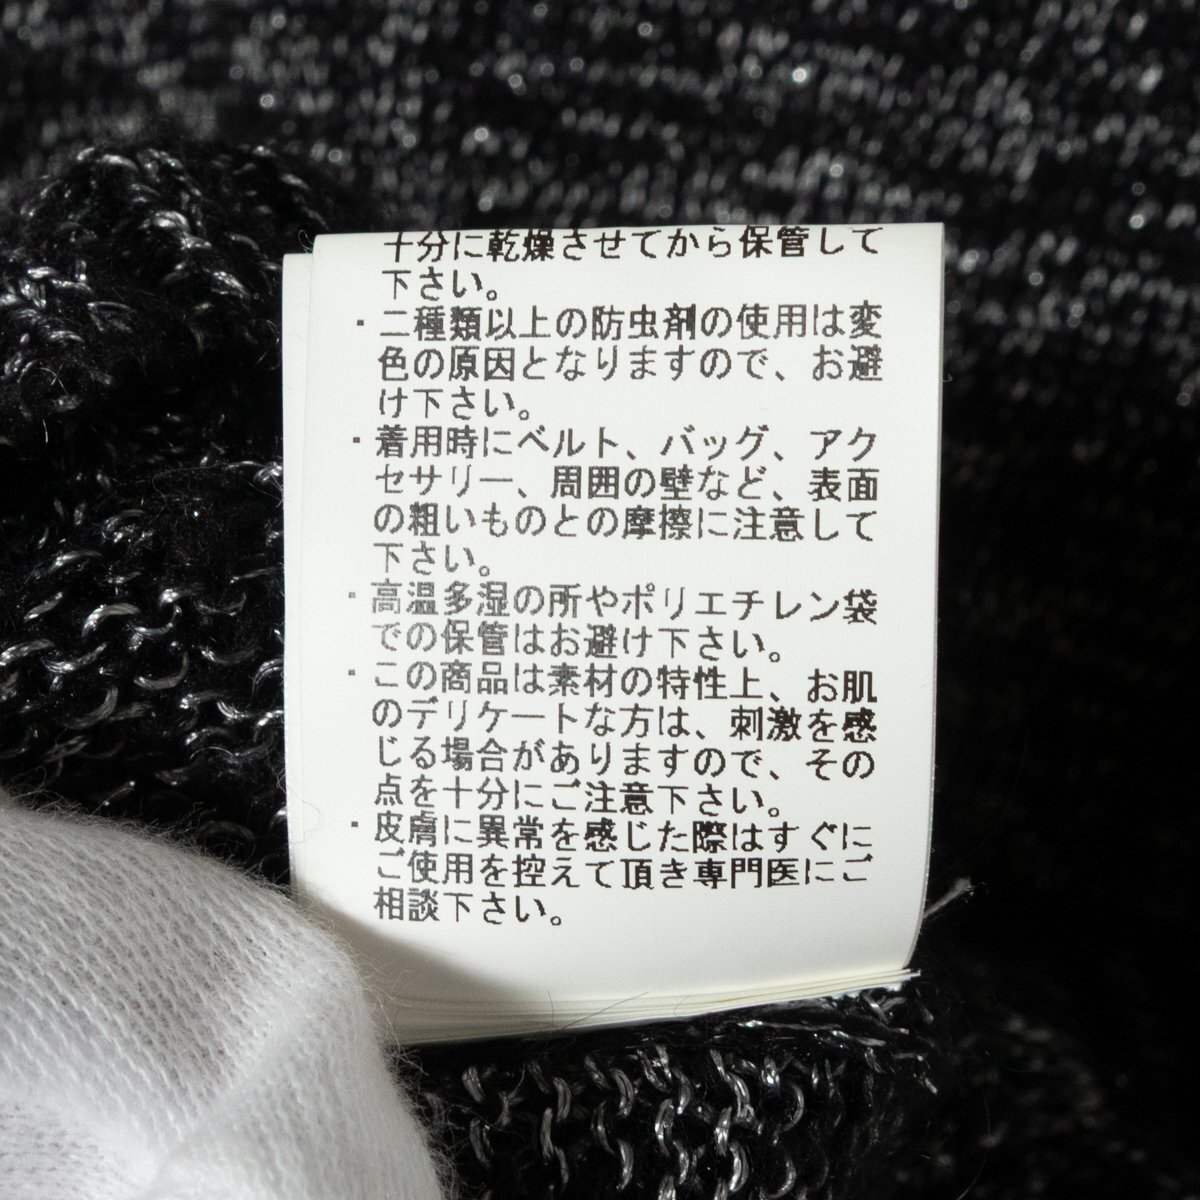 十分に乾燥させてから保管して
下さい。
・二種類以上の防虫剤の使用は変
色の原因となりますので、お避
け下さい。
・着用時にベルト、バッグ、アク
セサリー、周囲の壁など、表面
の粗いものとの摩擦に注意して
下さい。
・高温多湿の所やポリエチレン袋
での保管はお避け下さい。
・この商品は素材の特性上、お肌
のデリケートな方は、刺激を感
じる場合がありますので、その
点を十分にご注意下さい。
・皮膚に異常を感じた際はすぐに
ご使用を控えて頂き専門医にご
相談下さい。